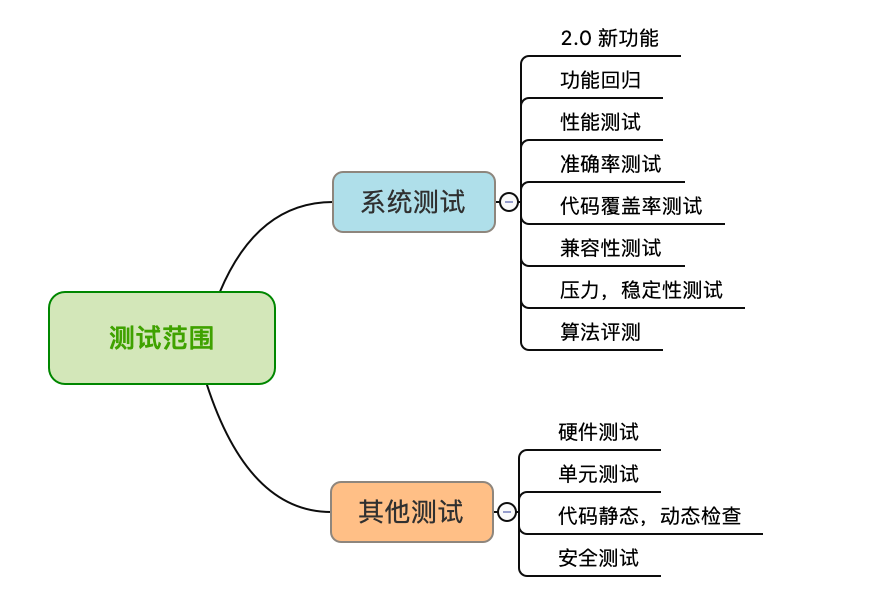 测试范围
系统测试
2.0 新功能
功能回归
性能测试
准确率测试
代码覆盖率测试
兼容性测试
压力，稳定性测试
算法评测
其他测试
硬件测试
单元测试
代码静态，动态检查
安全测试